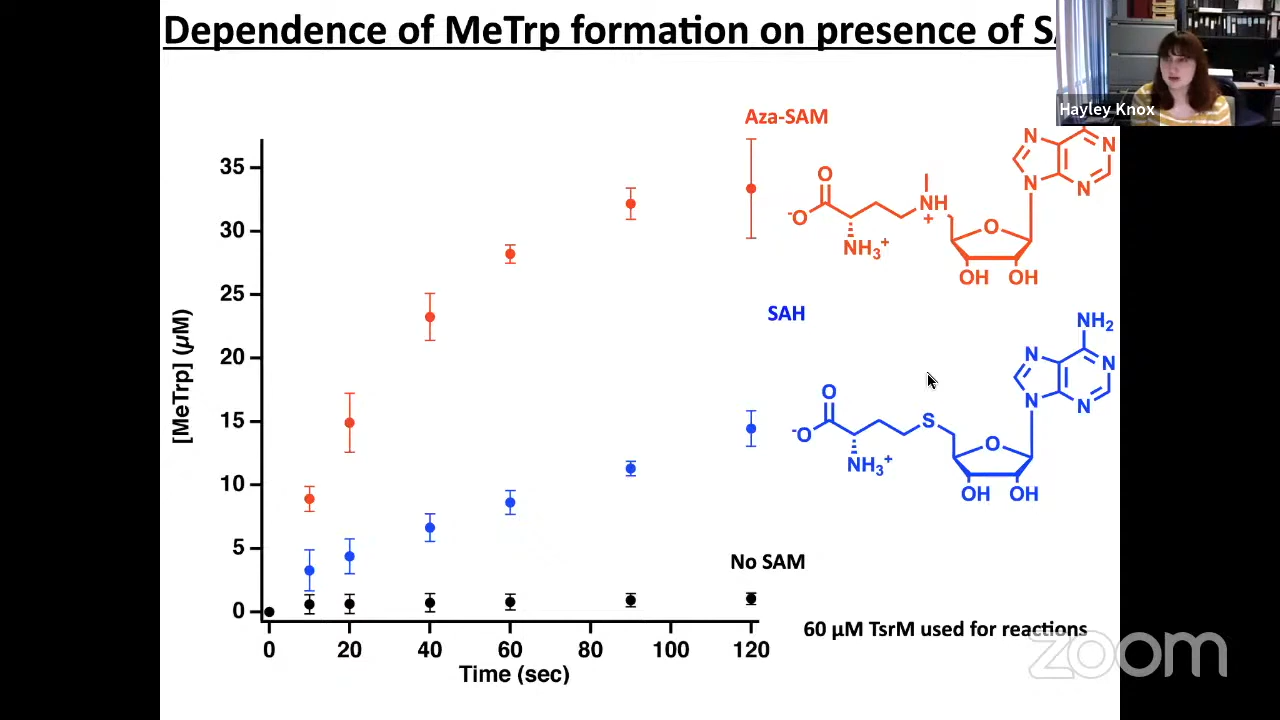 Dependence of MeTrp formation on presence of
Hayley Knox
Aza-SAM
N
N
N
N
O
-O
NH
+
NH3+
O
OH OH
SAH
NH2
N
N
N
N
O
-O
S
NH3+
O
OH OH
No SAM
60 µM TsrM used for reactions
zoom
[MeTrp] (µM)
35
30
25
20
15
10
5
0
0 20 40 60 80 100 120
Time (sec)